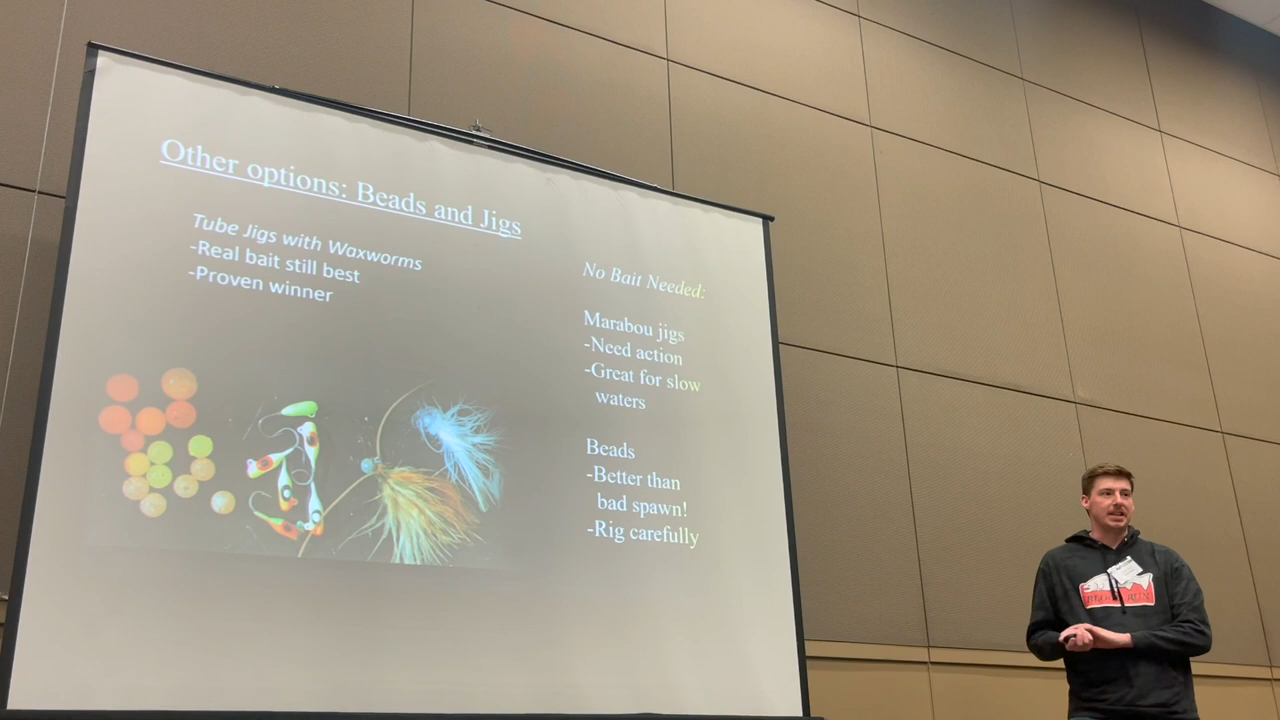 Other options: Beads and Jigs
Tube Jigs with Waxworms
-Real bait still best
-Proven winner
No Bait Needed:
Marabou jigs
-Need action
-Great for slow
waters
Beads
-Better than
bad spawn!
-Rig carefully